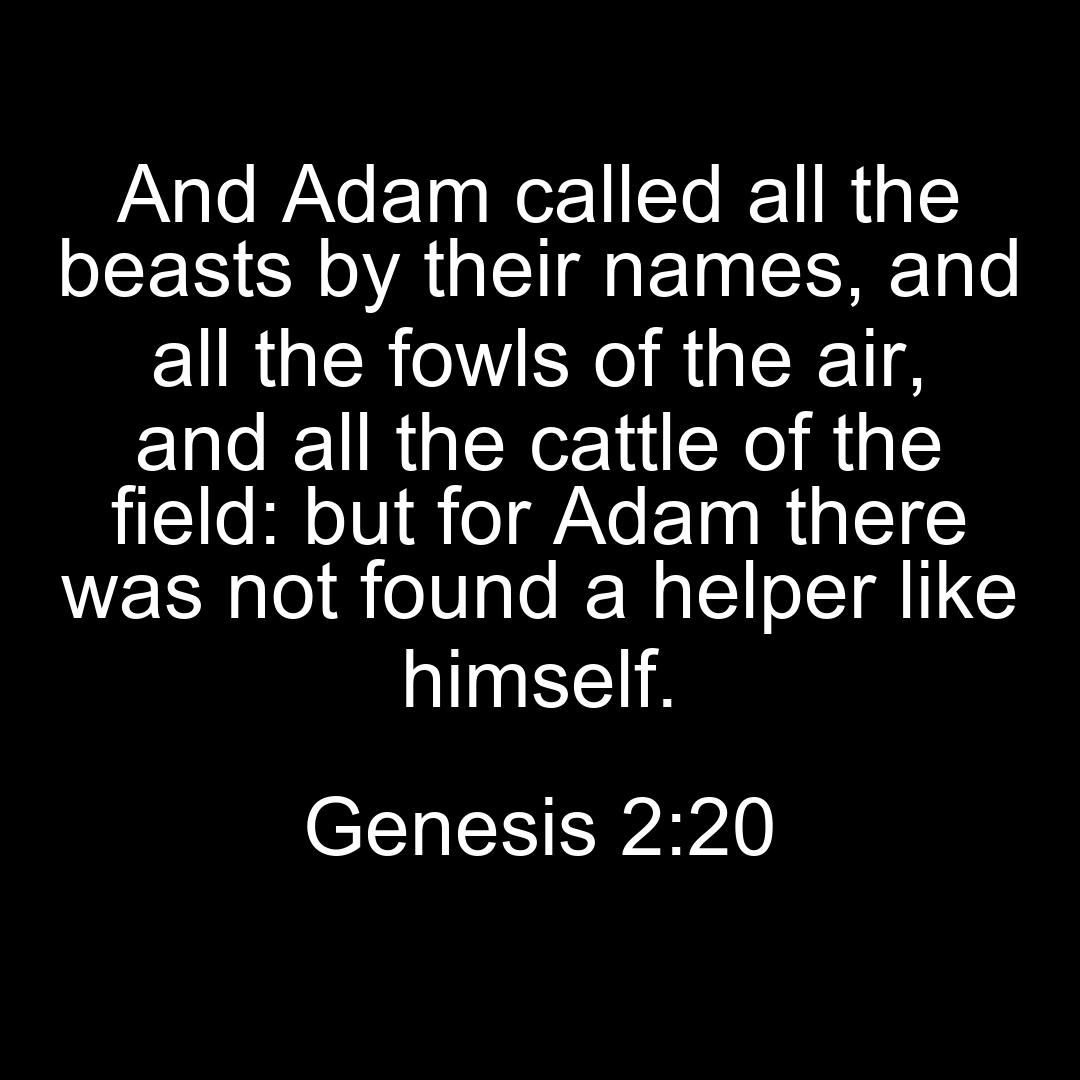 And Adam called all the
beasts by their names, and
all the fowls of the air,
and all the cattle of the
field: but for Adam there
was not found a helper like
himself.
Genesis 2:20